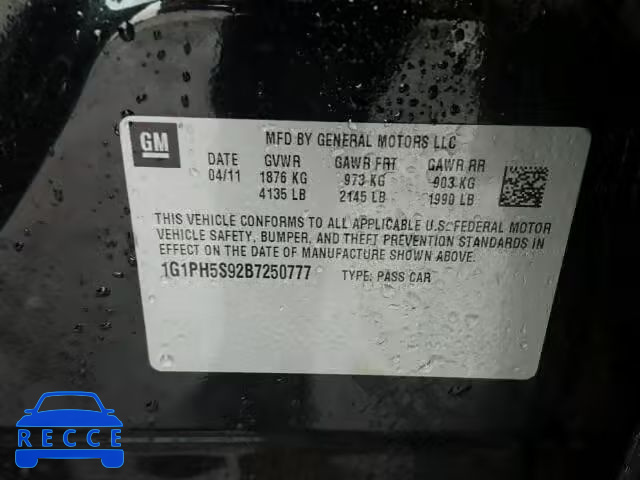 GM
MFD BY GENERAL MOTORS LLC
DATE GVWR GAWR FRT GAWR RR
04/11 1876 KG 973 KG 903 KG
4135 LB 2145 LB 1990 LB
THIS VEHICLE CONFORMS TO ALL APPLICABLE U.S. FEDERAL MOTOR
VEHICLE SAFETY, BUMPER, AND THEFT PREVENTION STANDARDS IN
EFFECT ON THE DATE OF MANUFACTURE SHOWN ABOVE.
1G1PH5S92B7250777 TYPE: PASS CAR
RECCE